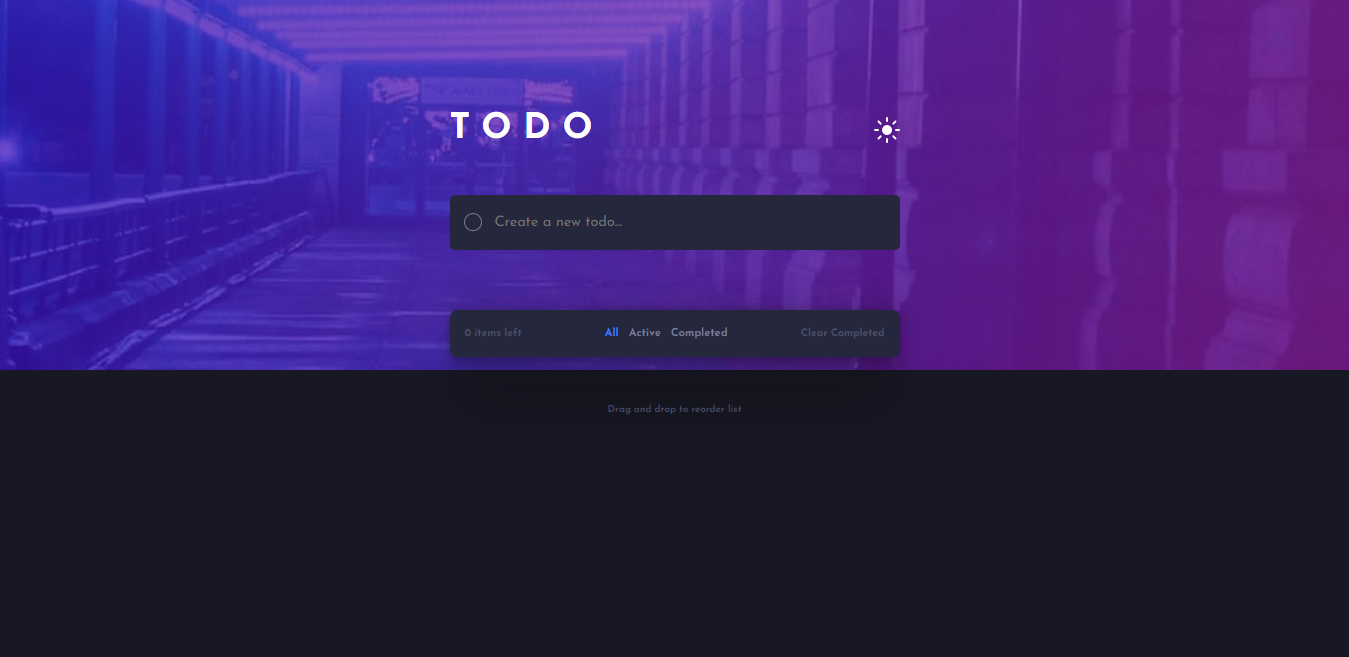 TODO
Create a new todo...
0 items left All Active Completed Clear Completed
Drag and drop to reorder list